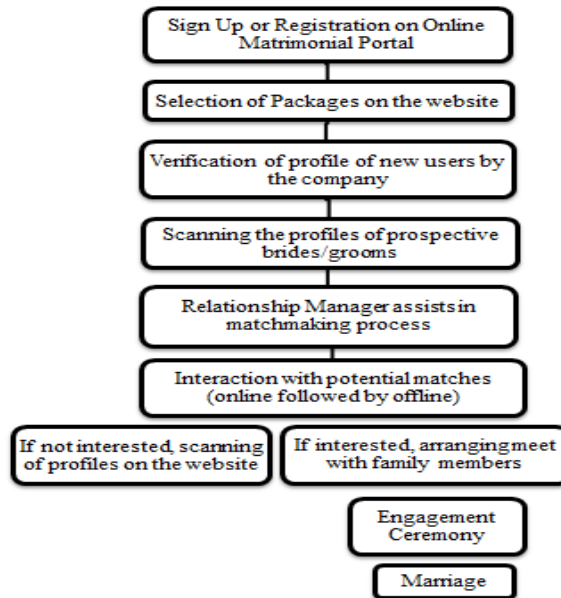 Sign Up or Registration on Online
Matrimonial Portal
Selection of Packages on the website
Verification of profile of new users by
the company
Scanning the profiles of prospective
brides/grooms
Relationship Manager assists in
matchmaking process
Interaction with potential matches
(online followed by offline)
If not interested, scanning
of profiles on the website
If interested, arranging meet
with family members
Engagement
Ceremony
Marriage